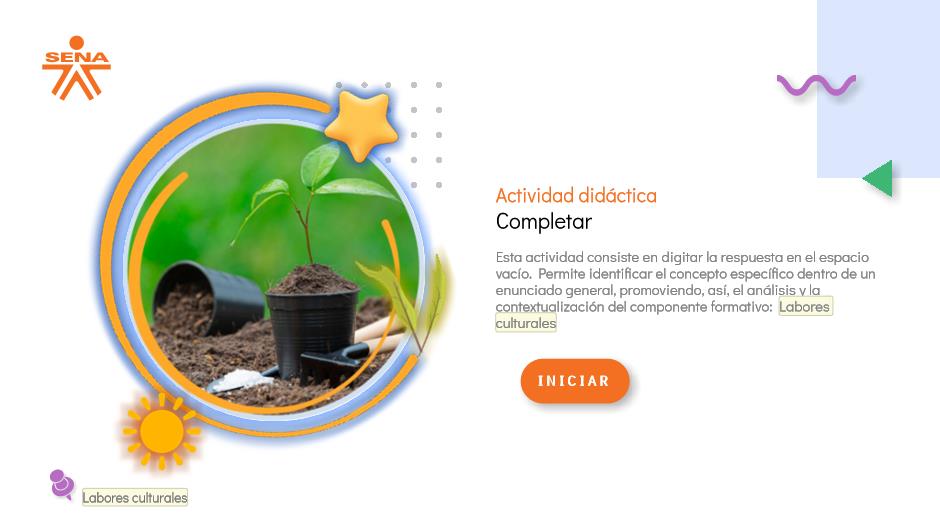 SENA
Actividad didáctica
Completar
Esta actividad consiste en digitar la respuesta en el espacio
vacío. Permite identificar el concepto específico dentro de un
enunciado general, promoviendo, así, el análisis y la
contextualización del componente formativo: Labores
culturales
INICIAR
Labores culturales